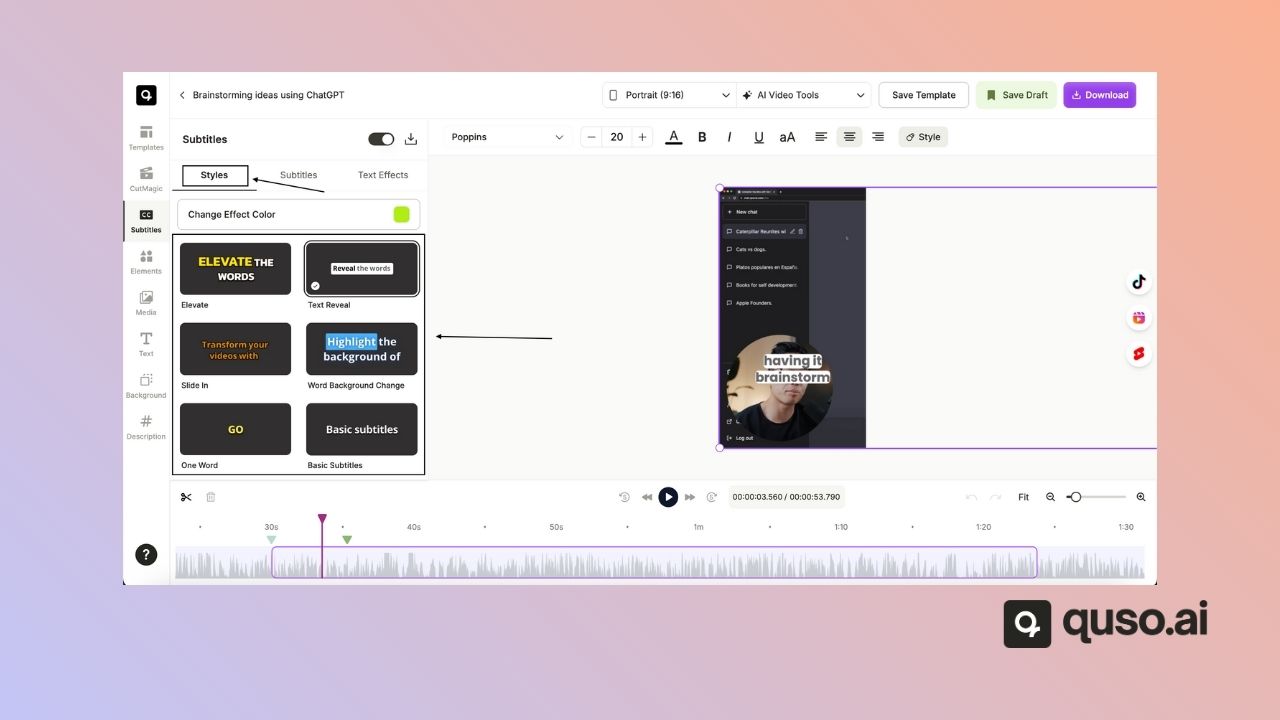 Brainstorming ideas using ChatGPT
Portrait (9:16)
AI Video Tools
Save Template
Save Draft
Download
Templates
CutMagic
CC
Subtitles
Elements
Media
Text
Background
Description
?
Subtitles
Styles
Subtitles
Text Effects
Change Effect Color
ELEVATE THE
WORDS
Elevate
Reveal the words
Text Reveal
Transform your
videos with
Slide In
Highlight the
background of
Word Background Change
GO
One Word
Basic subtitles
Basic Subtitles
Poppins
20
A
B
I
U
aA
Style
New chat
Caterpillar Reunites wi
Cats vs dogs.
Platos populares en Españ
Books for self development
Apple Founders.
having it
brainstorm
Log out
00:00:03.560 / 00:00:53.790
Fit
30s
40s
50s
1m
1:10
1:20
1:30
quso.ai